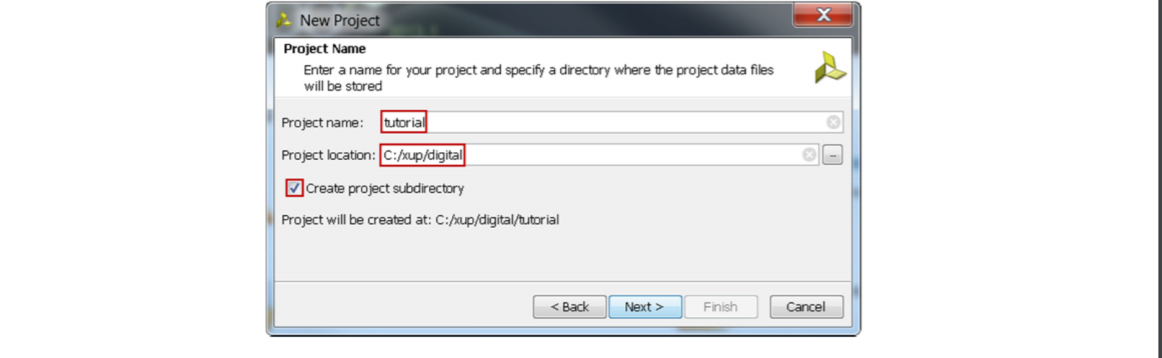 New Project
Project Name
Enter a name for your project and specify a directory where the project data files
will be stored
Project name: tutorial
Project location: C:/xup/digital
Create project subdirectory
Project will be created at: C:/xup/digital/tutorial
< Back Next > Finish Cancel